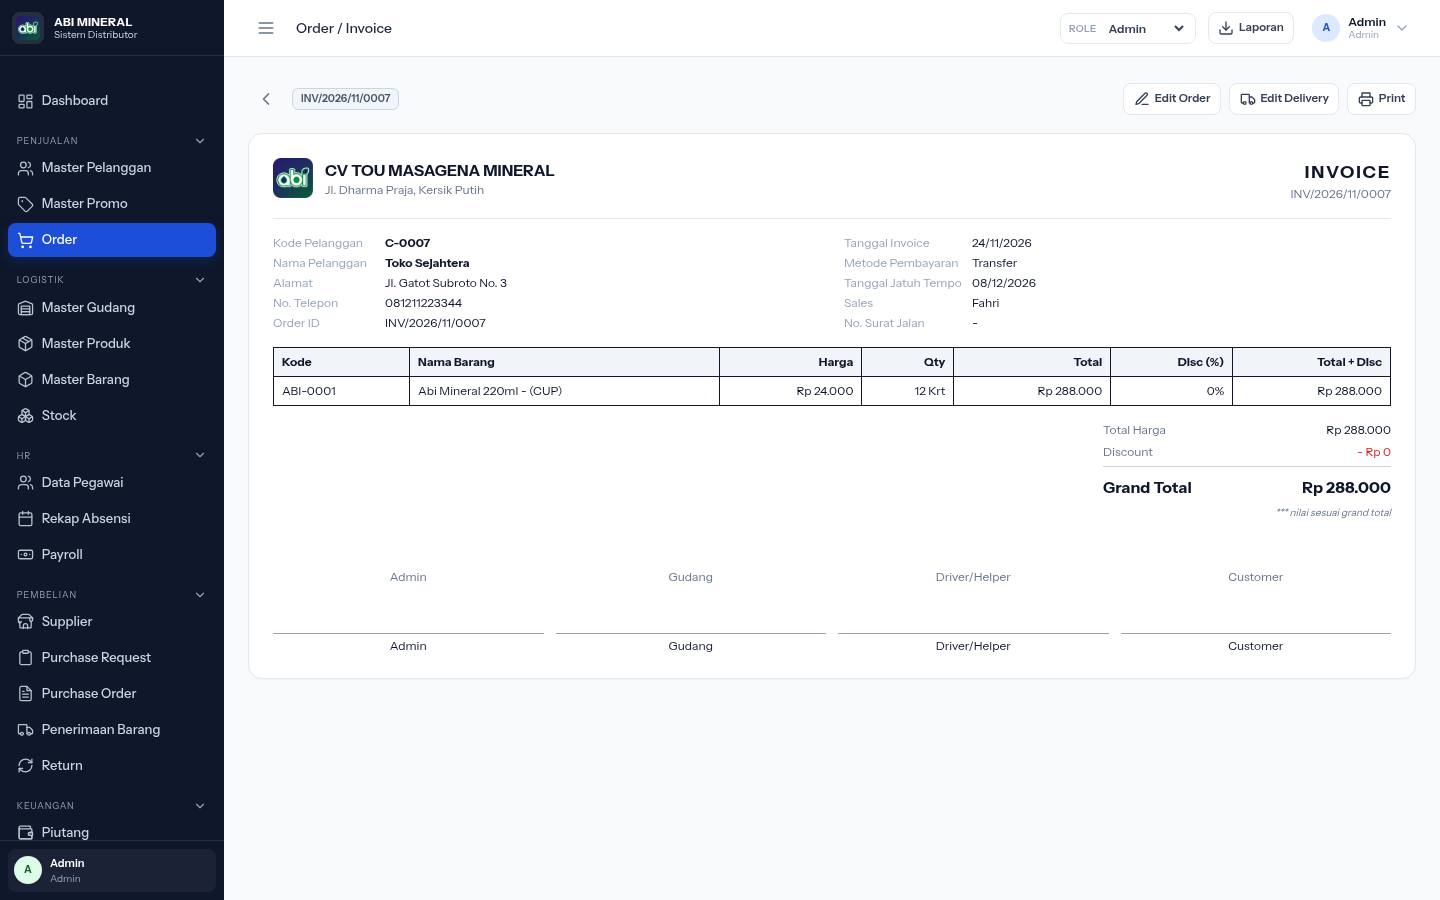 abi
ABI MINERAL
Sistem Distributor
Dashboard
PENJUALAN
Master Pelanggan
Master Promo
Order
LOGISTIK
Master Gudang
Master Produk
Master Barang
Stock
HR
Data Pegawai
Rekap Absensi
Payroll
PEMBELIAN
Supplier
Purchase Request
Purchase Order
Penerimaan Barang
Return
KEUANGAN
Piutang
A
Admin
Admin
Order / Invoice
ROLE Admin
Laporan
A
Admin
Admin
INV/2026/11/0007
Edit Order
Edit Delivery
Print
abi
CV TOU MASAGENA MINERAL
Jl. Dharma Praja, Kersik Putih
INVOICE
INV/2026/11/0007
Kode Pelanggan C-0007
Nama Pelanggan Toko Sejahtera
Alamat Jl. Gatot Subroto No. 3
No. Telepon 081211223344
Order ID INV/2026/11/0007
Tanggal Invoice 24/11/2026
Metode Pembayaran Transfer
Tanggal Jatuh Tempo 08/12/2026
Sales Fahri
No. Surat Jalan -
Kode Nama Barang Harga Qty Total Disc (%) Total + Disc
ABI-0001 Abi Mineral 220ml - (CUP) Rp 24.000 12 Krt Rp 288.000 0% Rp 288.000
Total Harga Rp 288.000
Discount - Rp 0
Grand Total Rp 288.000
*** nilai sesuai grand total
Admin Gudang Driver/Helper Customer
Admin Gudang Driver/Helper Customer